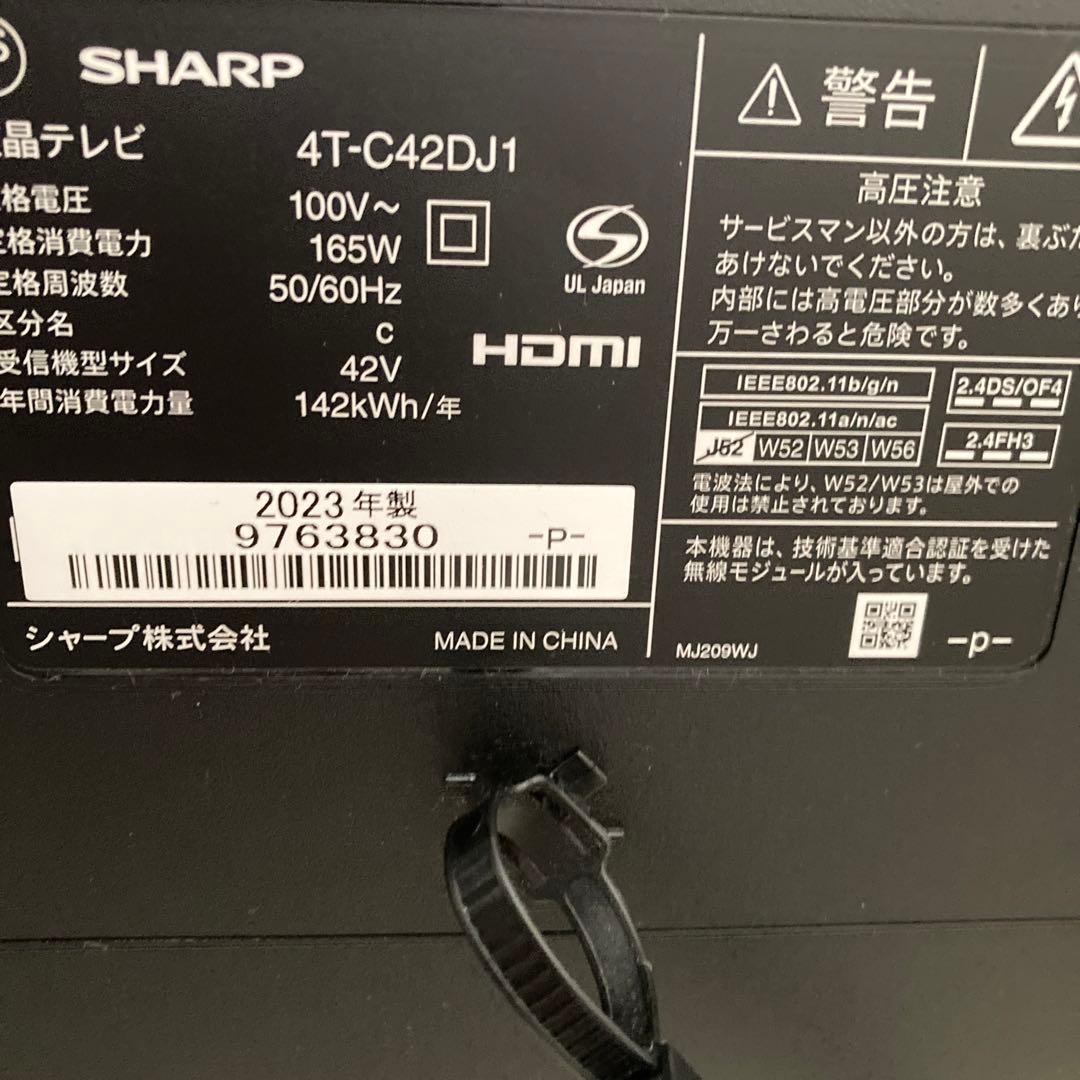 SHARP
晶テレビ 4T-C42DJ1
格電圧 100V～
定格消費電力 165W
定格周波数 50/60Hz
区分名 C
受信機型サイズ 42V
年間消費電力量 142kWh/年
UL Japan
HDMI
2023年製
9763830 -P-
シャープ株式会社 MADE IN CHINA
警告
高圧注意
サービスマン以外の方は、裏ぶた
あけないでください。
内部には高電圧部分が数多くあり
万一さわると危険です。
IEEE802.11b/g/n
IEEE802.11a/n/ac
J52 W52 W53 W56
2.4DS/OF4
2.4FH3
電波法により、W52/W53は屋外での
使用は禁止されております。
本機器は、技術基準適合認証を受けた
無線モジュールが入っています。
MJ209WJ -P-